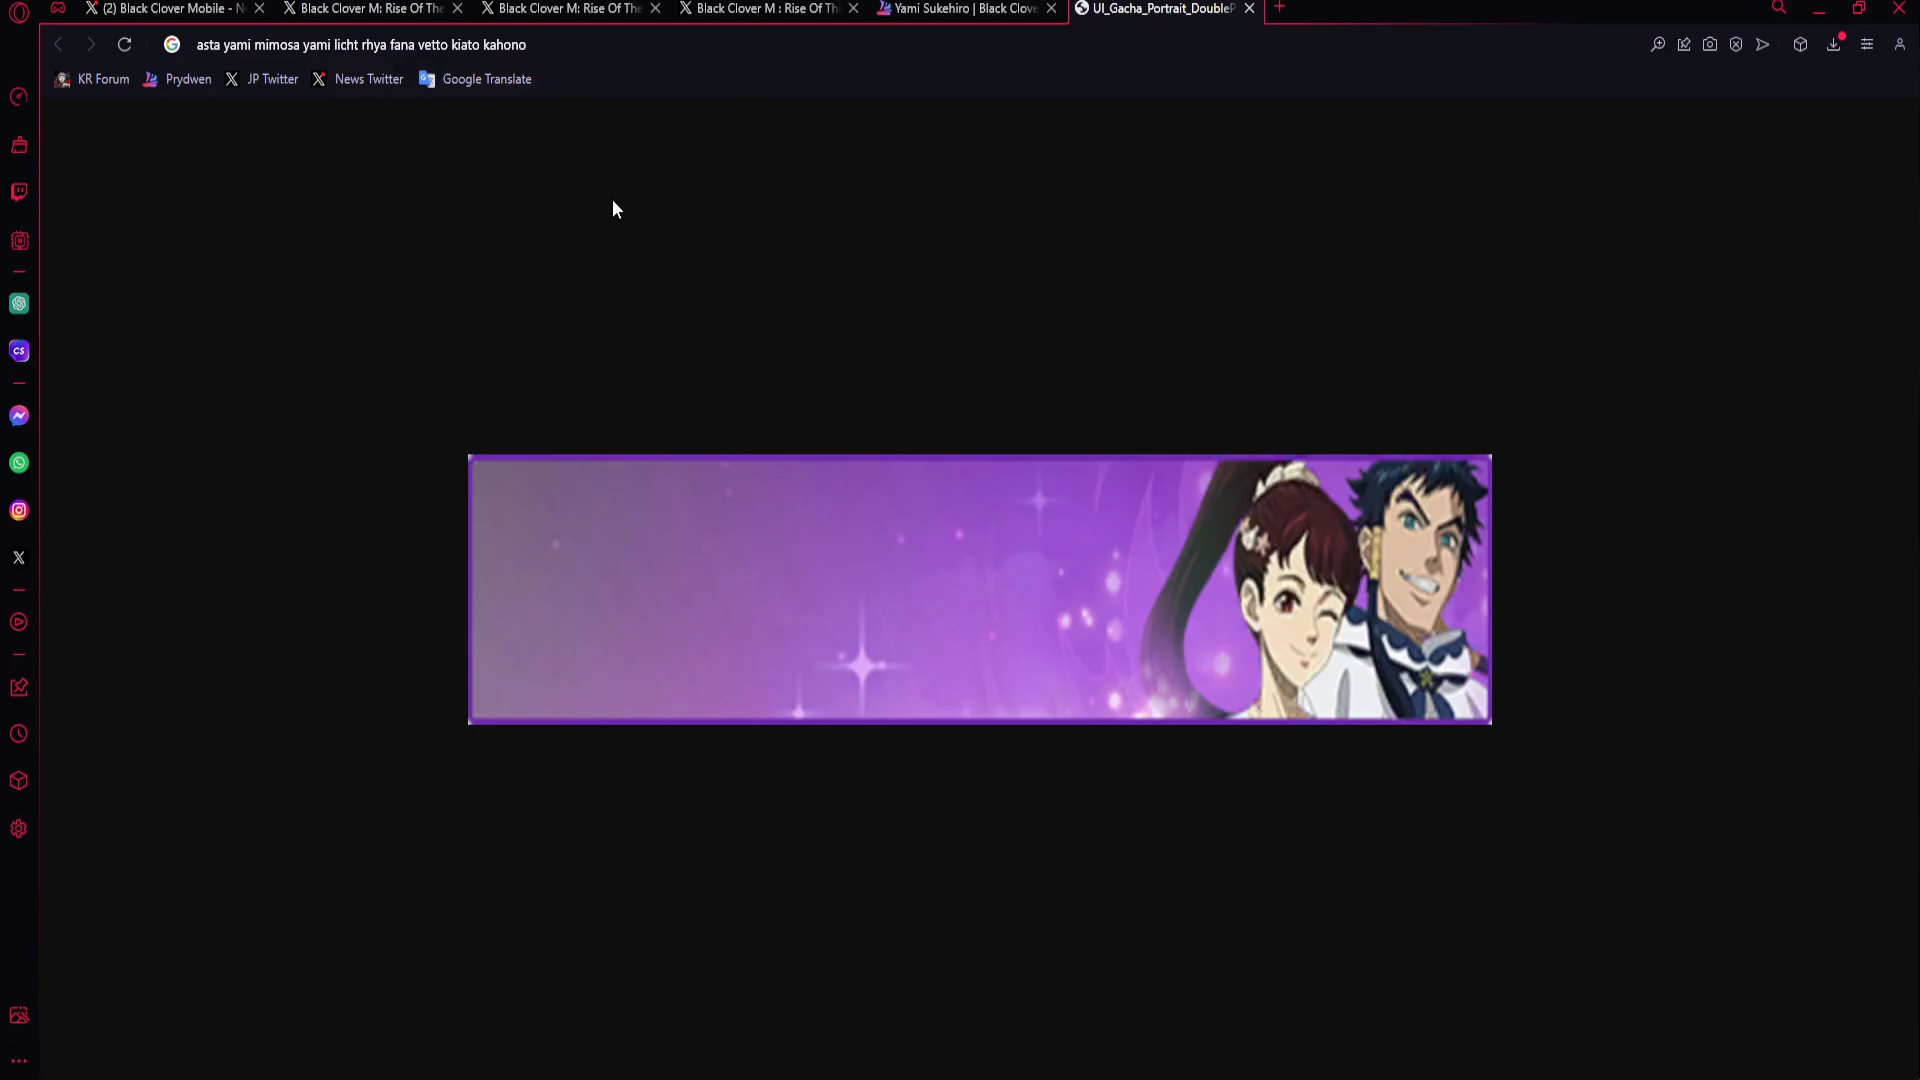 (2) Black Clover Mobile - N
Black Clover M: Rise Of The
Black Clover M: Rise Of The
Black Clover M : Rise Of Th
Yami Sukehiro | Black Clove
UI_Gacha_Portrait_DoubleP
asta yami mimosa yami licht rhya fana vetto kiato kahono
KR Forum
Prydwen
JP Twitter
News Twitter
Google Translate
CS